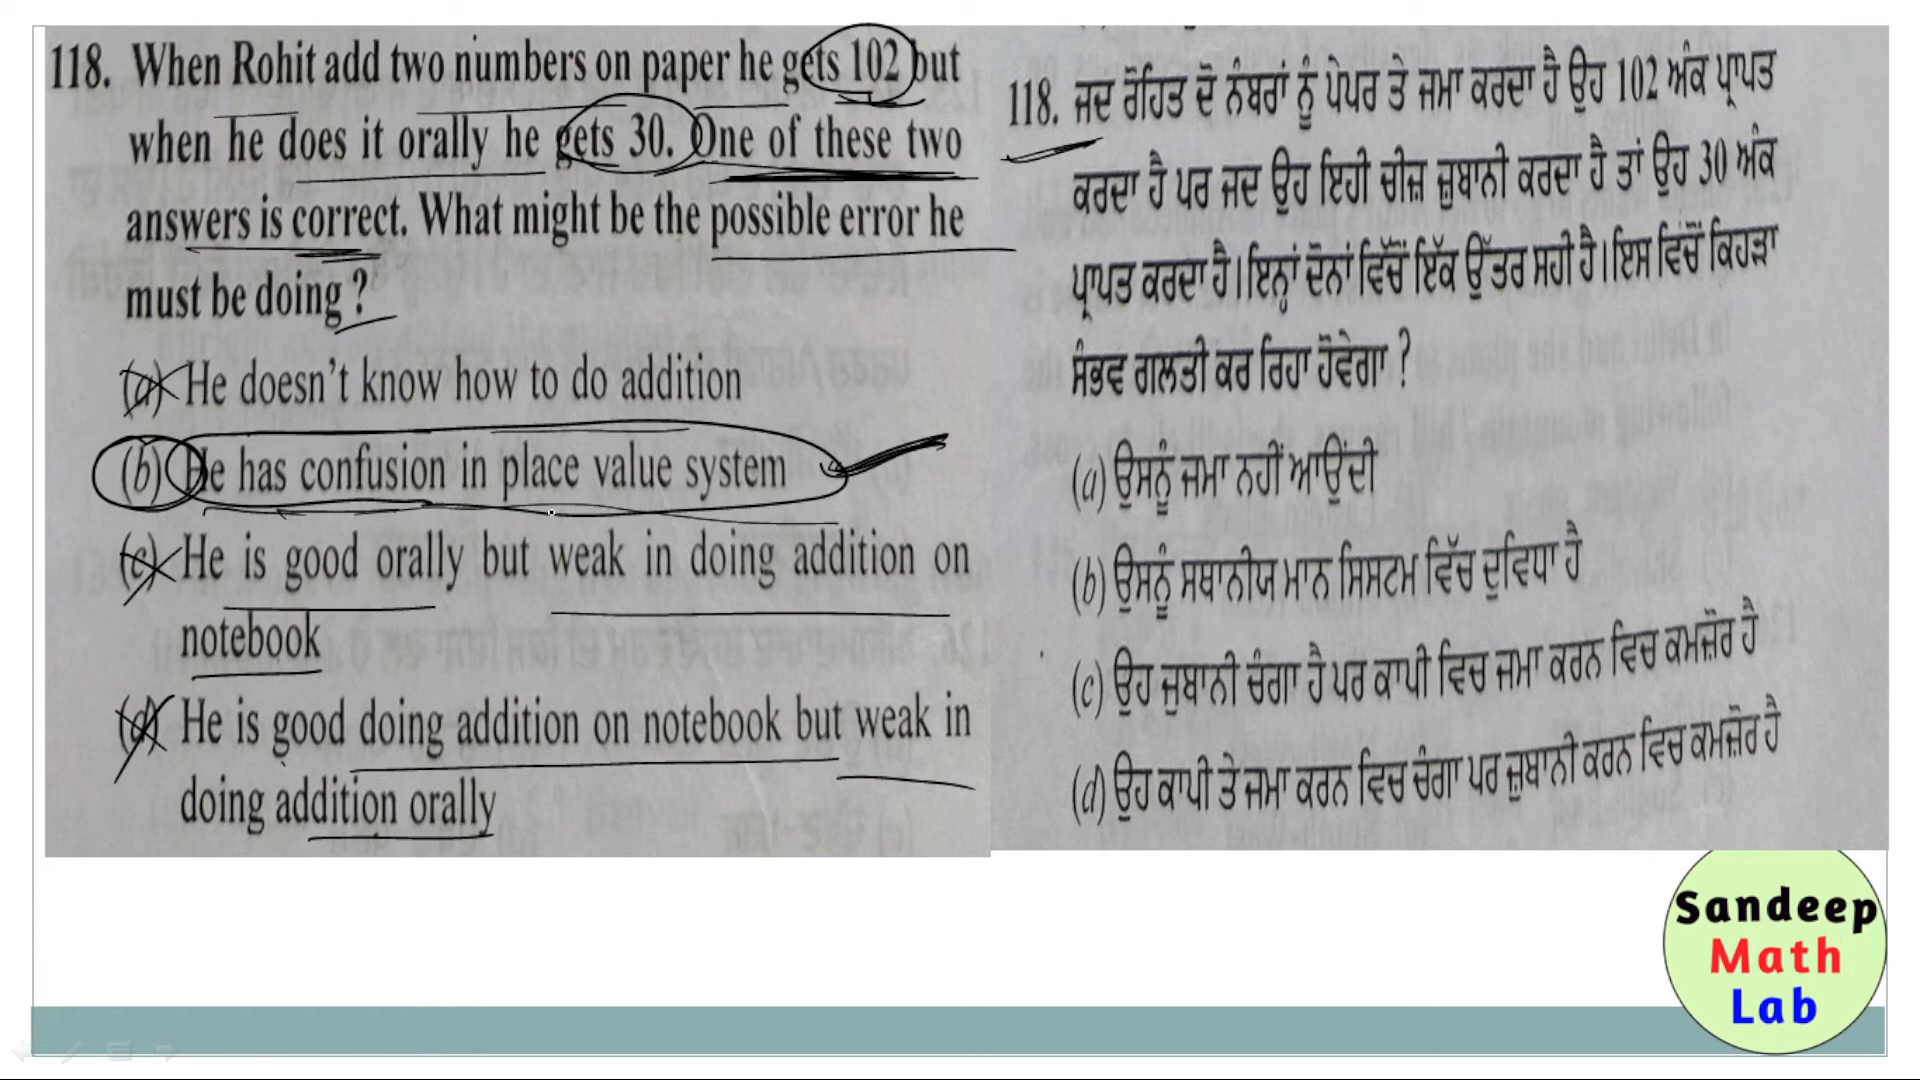 118. When Rohit add two numbers on paper he gets 102 but
when he does it orally he gets 30. One of these two
answers is correct. What might be the possible error he
must be doing ?
(a) He doesn't know how to do addition
(b) He has confusion in place value system
(c) He is good orally but weak in doing addition on
notebook
(d) He is good doing addition on notebook but weak in
doing addition orally
118. ਜਦ ਰੋਹਿਤ ਦੋ ਨੰਬਰਾਂ ਨੂੰ ਪੇਪਰ ਤੇ ਜਮਾ ਕਰਦਾ ਹੈ ਉਹ 102 ਅੰਕ ਪ੍ਰਾਪਤ
ਕਰਦਾ ਹੈ ਪਰ ਜਦ ਉਹ ਇਹੀ ਚੀਜ਼ ਜ਼ੁਬਾਨੀ ਕਰਦਾ ਹੈ ਤਾਂ ਉਹ 30 ਅੰਕ
ਪ੍ਰਾਪਤ ਕਰਦਾ ਹੈ। ਇਨ੍ਹਾਂ ਦੋਨਾਂ ਵਿੱਚੋਂ ਇੱਕ ਉੱਤਰ ਸਹੀ ਹੈ। ਇਸ ਵਿਚੋਂ ਕਿਹੜਾ
ਸੰਭਵ ਗਲਤੀ ਕਰ ਰਿਹਾ ਹੋਵੇਗਾ ?
(a) ਉਸਨੂੰ ਜਮਾ ਨਹੀਂ ਆਉਂਦੀ
(b) ਉਸਨੂੰ ਸਥਾਨੀਯ ਮਾਨ ਸਿਸਟਮ ਵਿੱਚ ਦੁਵਿਧਾ ਹੈ
(c) ਉਹ ਜੁਬਾਨੀ ਚੰਗਾ ਹੈ ਪਰ ਕਾਪੀ ਵਿਚ ਜਮਾ ਕਰਨ ਵਿਚ ਕਮਜ਼ੋਰ ਹੈ
(d) ਉਹ ਕਾਪੀ ਤੇ ਜਮਾ ਕਰਨ ਵਿਚ ਚੰਗਾ ਪਰ ਜ਼ੁਬਾਨੀ ਕਰਨ ਵਿਚ ਕਮਜ਼ੋਰ ਹੈ
Sandeep
Math
Lab